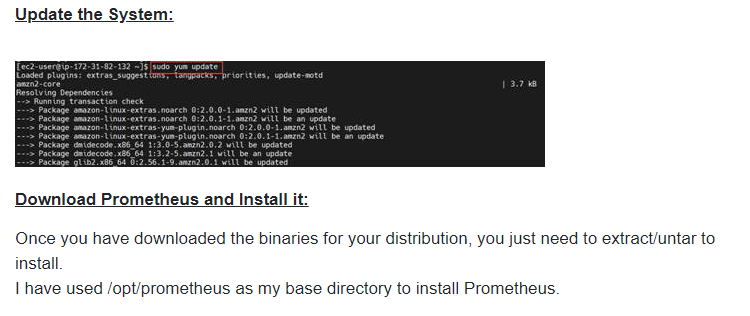 Update the System:
[ec2-user@ip-172-31-82-132 ~]$ sudo yum update
Loaded plugins: extras_suggestions, langpacks, priorities, update-motd
amzn2-core | 3.7 kB
Resolving Dependencies
--> Running transaction check
---> Package amazon-linux-extras.noarch 0:2.0.0-1.amzn2 will be updated
---> Package amazon-linux-extras.noarch 0:2.0.1-1.amzn2 will be an update
---> Package amazon-linux-extras-yum-plugin.noarch 0:2.0.0-1.amzn2 will be updated
---> Package amazon-linux-extras-yum-plugin.noarch 0:2.0.1-1.amzn2 will be an update
---> Package dmidecode.x86_64 1:3.0-5.amzn2.0.2 will be updated
---> Package dmidecode.x86_64 1:3.2-5.amzn2.1 will be an update
---> Package glib2.x86_64 0:2.56.1-9.amzn2.0.1 will be updated
Download Prometheus and Install it:
Once you have downloaded the binaries for your distribution, you just need to extract/untar to
install.
I have used /opt/prometheus as my base directory to install Prometheus.